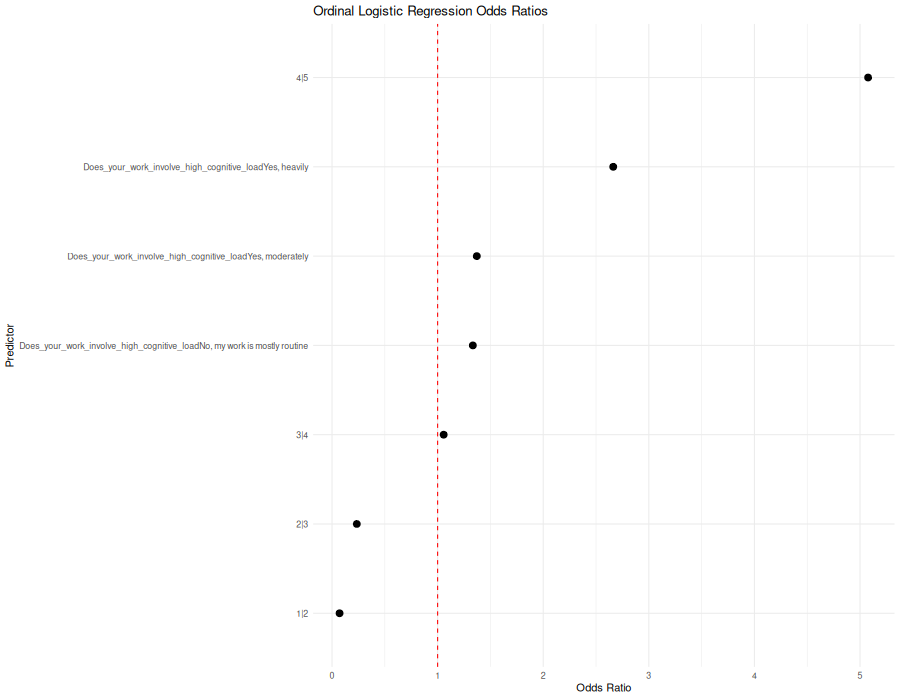 Ordinal Logistic Regression Odds Ratios
4|5
Does_your_work_involve_high_cognitive_loadYes, heavily
Does_your_work_involve_high_cognitive_loadYes, moderately
Does_your_work_involve_high_cognitive_loadNo, my work is mostly routine
3|4
2|3
1|2
Predictor
0 1 2 3 4 5
Odds Ratio